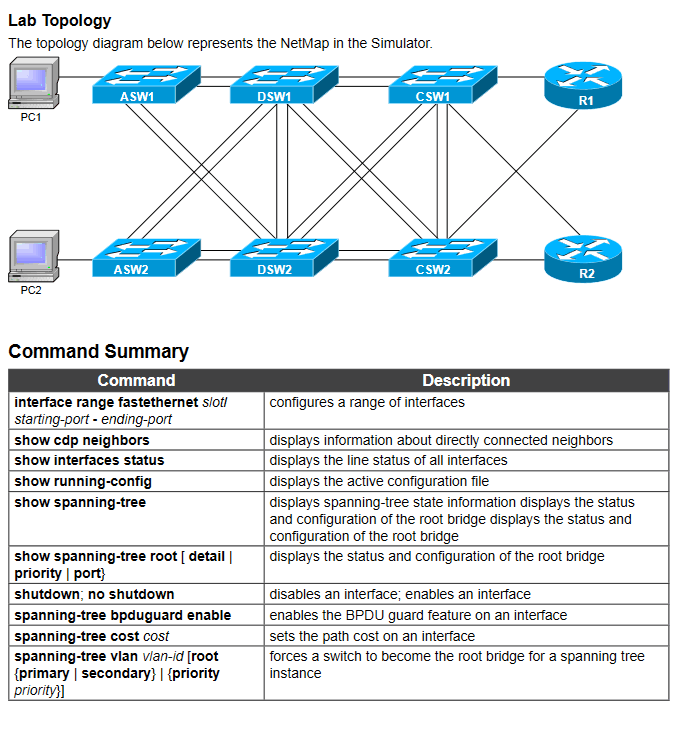 Lab Topology
The topology diagram below represents the NetMap in the Simulator.
ASW1
DSW1
CSW1
R1
PC1
ASW2
DSW2
CSW2
R2
PC2
Command Summary
Command Description
interface range fastethernet slot/ configures a range of interfaces
starting-port - ending-port
show cdp neighbors displays information about directly connected neighbors
show interfaces status displays the line status of all interfaces
show running-config displays the active configuration file
show spanning-tree displays spanning-tree state information displays the status
and configuration of the root bridge displays the status and
configuration of the root bridge
show spanning-tree root [ detail | displays the status and configuration of the root bridge
priority | port}
shutdown; no shutdown disables an interface; enables an interface
spanning-tree bpduguard enable enables the BPDU guard feature on an interface
spanning-tree cost cost sets the path cost on an interface
spanning-tree vlan vlan-id [root forces a switch to become the root bridge for a spanning tree
{primary | secondary} | {priority instance
priority}]